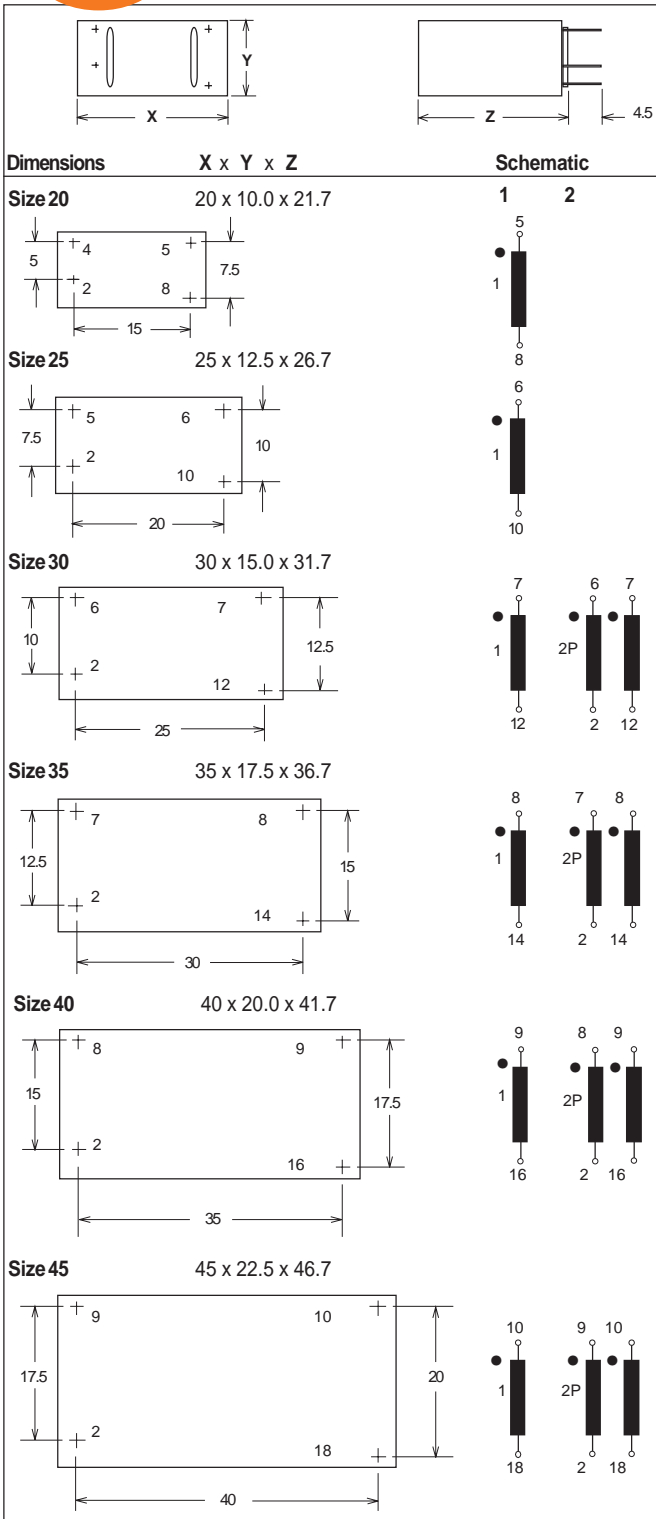 Y
X
Z
4.5
Dimensions X x Y x Z Schematic
Size 20 20 x 10.0 x 21.7 1 2
5
4 5
5 7.5
1
2 8
15
8
Size 25 25 x 12.5 x 26.7
6
5 6
7.5 10
2 1
10
20
10
Size 30 30 x 15.0 x 31.7
7 6 7
6 7
10 12.5
1 2P
2
12
12 2 12
25
Size 35 35 x 17.5 x 36.7
8 7 8
7 8
12.5 15
1 2P
2
14
14 2 14
30
Size 40 40 x 20.0 x 41.7
9 8 9
8 9
15 17.5
1 2P
2
16
16 2 16
35
Size 45 45 x 22.5 x 46.7
9 10
10 9 10
17.5 20
1 2P
2
18
18 2 18
40